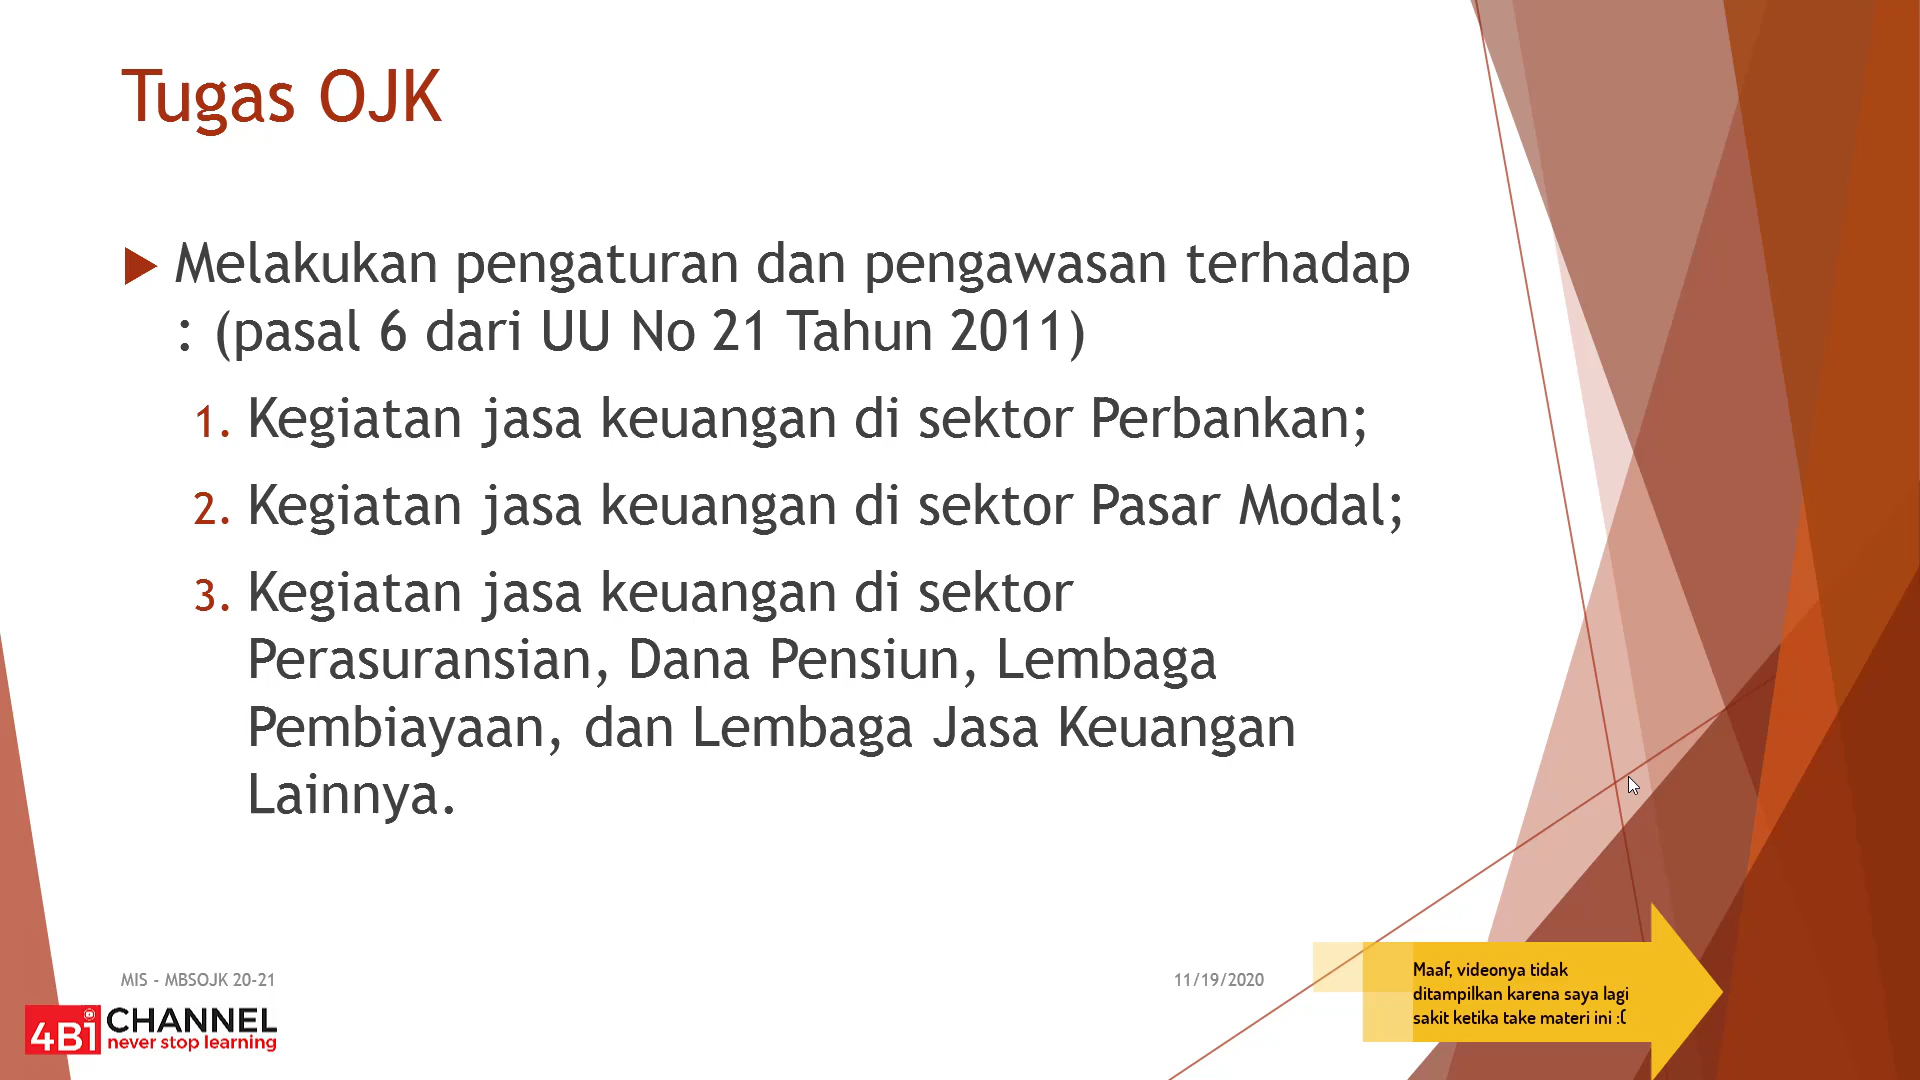 Tugas OJK
Melakukan pengaturan dan pengawasan terhadap
: (pasal 6 dari UU No 21 Tahun 2011)
1. Kegiatan jasa keuangan di sektor Perbankan;
2. Kegiatan jasa keuangan di sektor Pasar Modal;
3. Kegiatan jasa keuangan di sektor
Perasuransian, Dana Pensiun, Lembaga
Pembiayaan, dan Lembaga Jasa Keuangan
Lainnya.
MIS - MBSOJK 20-21
11/19/2020
4Bi CHANNEL
never stop learning
Maaf, videonya tidak
ditampilkan karena saya lagi
sakit ketika take materi ini :(